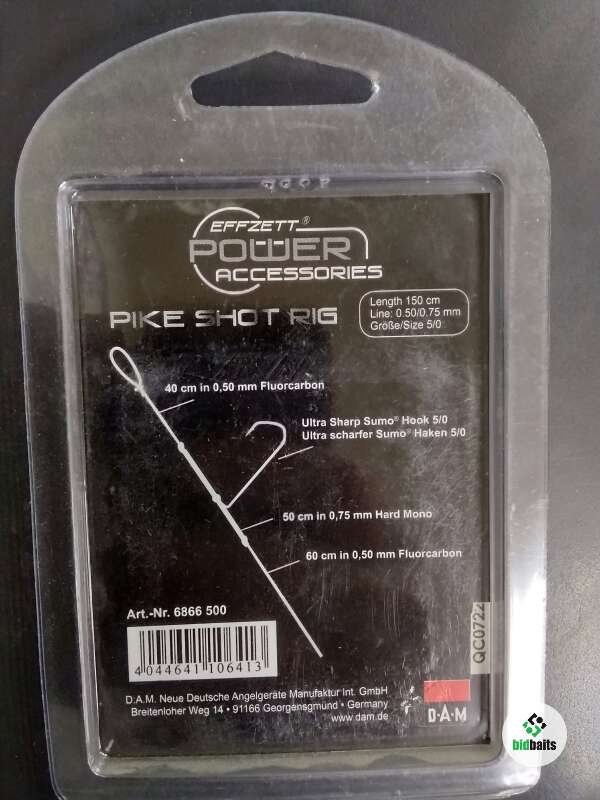 EFFZETT®
POWER
ACCESSORIES
PIKE SHOT RIG
Length 150 cm
Line: 0.50/0.75 mm
Größe/Size 5/0
40 cm in 0,50 mm Fluorcarbon
Ultra Sharp Sumo® Hook 5/0
Ultra scharfer Sumo® Haken 5/0
50 cm in 0,75 mm Hard Mono
60 cm in 0,50 mm Fluorcarbon
Art.-Nr. 6866 500
4 044641 106413
QC0722
D.A.M. Neue Deutsche Angelgeräte Manufaktur Int. GmbH
Breitenloher Weg 14 • 91166 Georgensgmünd • Germany
www.dam.de
D·A·M
bidbaits